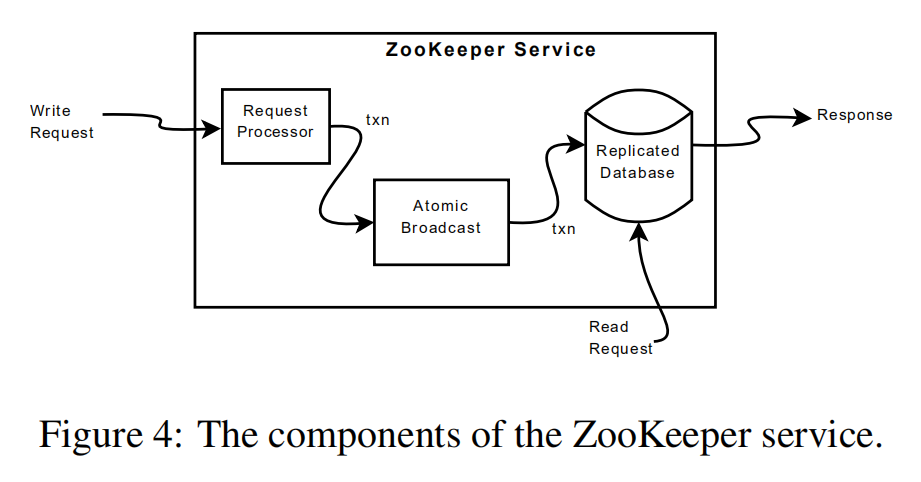 ZooKeeper Service
Write
Request
Request
Processor
txn
Atomic
Broadcast
txn
Replicated
Database
Response
Read
Request
Figure 4: The components of the ZooKeeper service.